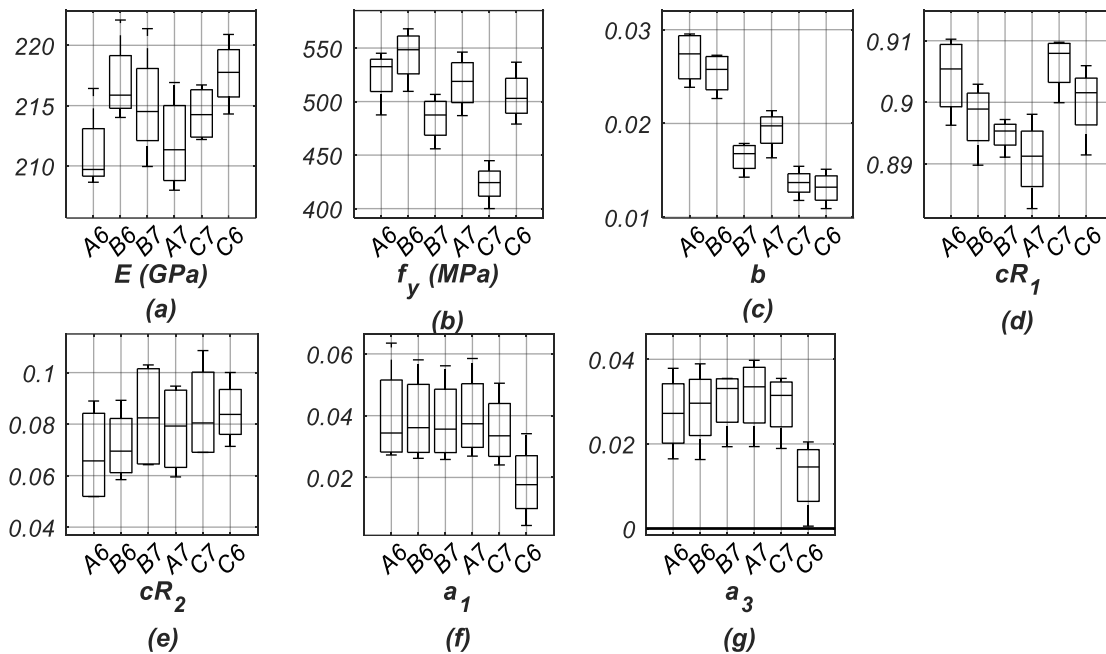 220
215
210
A6 B6 B7 A7 C7 C6
E (GPa)
(a)
550
500
450
400
A6 B6 B7 A7 C7 C6
f_y (MPa)
(b)
0.03
0.02
0.01
A6 B6 B7 A7 C7 C6
b
(c)
0.91
0.9
0.89
A6 B6 B7 A7 C7 C6
cR_1
(d)
0.1
0.08
0.06
0.04
A6 B6 B7 A7 C7 C6
cR_2
(e)
0.06
0.04
0.02
A6 B6 B7 A7 C7 C6
a_1
(f)
0.04
0.02
0
A6 B6 B7 A7 C7 C6
a_3
(g)